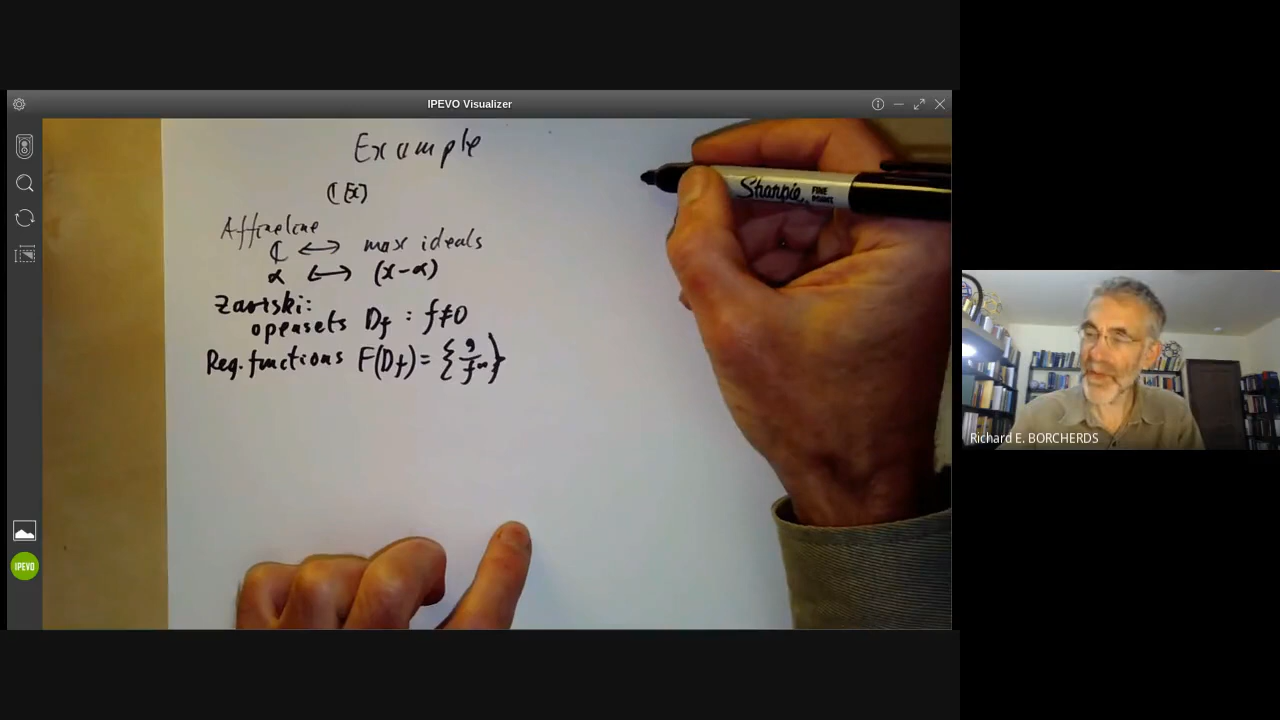 IPEVO Visualizer
Example
ℂ[x]
Affine line
ℂ ↔ max ideals
α ↔ (x-α)
Zariski:
open sets D_f : f≠0
Reg. functions F(D_f) = {g/f^n}
Sharpie. FINE POINT
Richard E. BORCHERDS
IPEVO